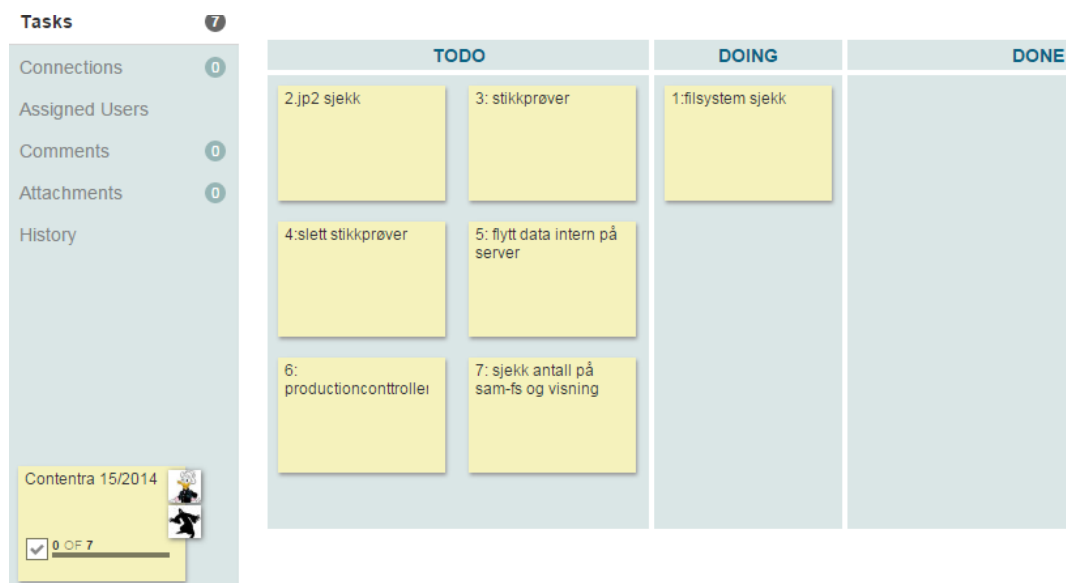 Tasks 7
Connections 0
Assigned Users
Comments 0
Attachments 0
History
Contentra 15/2014
0 OF 7
TODO
2.jp2 sjekk
3: stikkprøver
4:slett stikkprøver
5: flytt data intern på
server
6:
productionconttroller
7: sjekk antall på
sam-fs og visning
DOING
1:filsystem sjekk
DONE